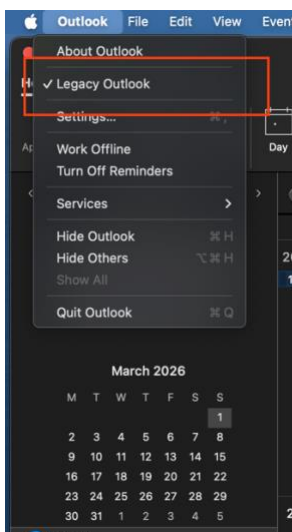 Outlook File Edit View Even
About Outlook
✓ Legacy Outlook
Settings... ⌘ ,
Work Offline
Turn Off Reminders
Services >
Hide Outlook ⌘ H
Hide Others ⌥ ⌘ H
Show All
Quit Outlook ⌘ Q
Day
March 2026
M T W T F S S
1
2 3 4 5 6 7 8
9 10 11 12 13 14 15
16 17 18 19 20 21 22
23 24 25 26 27 28 29
30 31 1 2 3 4 5